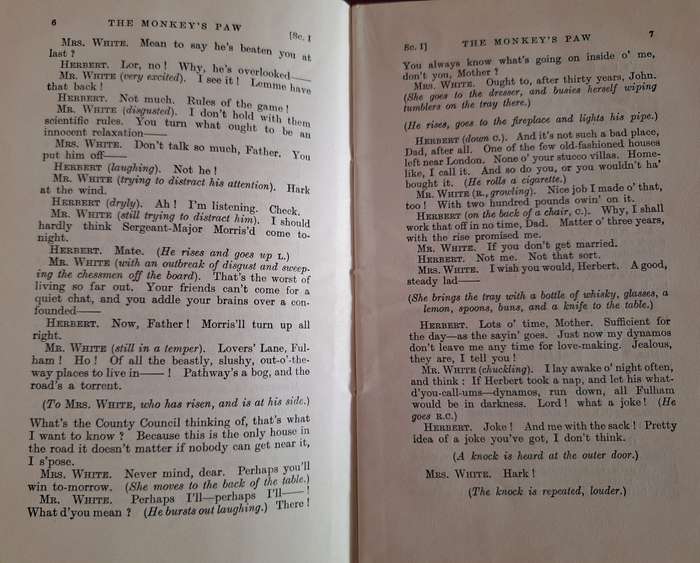 6 THE MONKEY'S PAW [Sc. I
MRS. WHITE. Mean to say he's beaten you at
last ?
HERBERT. Lor, no ! Why, he's overlooked——
MR. WHITE (very excited). I see it ! Lemme have
that back !
HERBERT. Not much. Rules of the game !
MR. WHITE (disgusted). I don't hold with them
scientific rules. You turn what ought to be an
innocent relaxation——
MRS. WHITE. Don't talk so much, Father. You
put him off——
HERBERT (laughing). Not he !
MR. WHITE (trying to distract his attention). Hark
at the wind.
HERBERT (dryly). Ah ! I'm listening. Check.
MR. WHITE (still trying to distract him). I should
hardly think Sergeant-Major Morris'd come to-
night.
HERBERT. Mate. (He rises and goes up L.)
MR. WHITE (with an outbreak of disgust and sweep-
ing the chessmen off the board). That's the worst of
living so far out. Your friends can't come for a
quiet chat, and you addle your brains over a con-
founded——
HERBERT. Now, Father ! Morris'll turn up all
right.
MR. WHITE (still in a temper). Lovers' Lane, Ful-
ham ! Ho ! Of all the beastly, slushy, out-o'-the-
way places to live in—— ! Pathway's a bog, and the
road's a torrent.
(To MRS. WHITE, who has risen, and is at his side.)
What's the County Council thinking of, that's what
I want to know ? Because this is the only house in
the road it doesn't matter if nobody can get near it,
I s'pose.
MRS. WHITE. Never mind, dear. Perhaps you'll
win to-morrow. (She moves to the back of the table.)
MR. WHITE. Perhaps I'll—perhaps I'll—— !
What d'you mean ? (He bursts out laughing.) There !
Sc. I] THE MONKEY'S PAW 7
You always know what's going on inside o' me,
don't you, Mother ?
MRS. WHITE. Ought to, after thirty years, John.
(She goes to the dresser, and busies herself wiping
tumblers on the tray there.)
(He rises, goes to the fireplace and lights his pipe.)
HERBERT (down C.). And it's not such a bad place,
Dad, after all. One of the few old-fashioned houses
left near London. None o' your stucco villas. Home-
like, I call it. And so do you, or you wouldn't ha'
bought it. (He rolls a cigarette.)
MR. WHITE (R., growling). Nice job I made o' that,
too ! With two hundred pounds owin' on it.
HERBERT (on the back of a chair, C.). Why, I shall
work that off in no time, Dad. Matter o' three years,
with the rise promised me.
MR. WHITE. If you don't get married.
HERBERT. Not me. Not that sort.
MRS. WHITE. I wish you would, Herbert. A good,
steady lad——
(She brings the tray with a bottle of whisky, glasses, a
lemon, spoons, buns, and a knife to the table.)
HERBERT. Lots o' time, Mother. Sufficient for
the day—as the sayin' goes. Just now my dynamos
don't leave me any time for love-making. Jealous,
they are, I tell you !
MR. WHITE (chuckling). I lay awake o' night often,
and think : If Herbert took a nap, and let his what-
d'you-call-ums—dynamos, run down, all Fulham
would be in darkness. Lord ! what a joke ! (He
goes R.C.)
HERBERT. Joke ! And me with the sack ! Pretty
idea of a joke you've got, I don't think.
(A knock is heard at the outer door.)
MRS. WHITE. Hark !
(The knock is repeated, louder.)